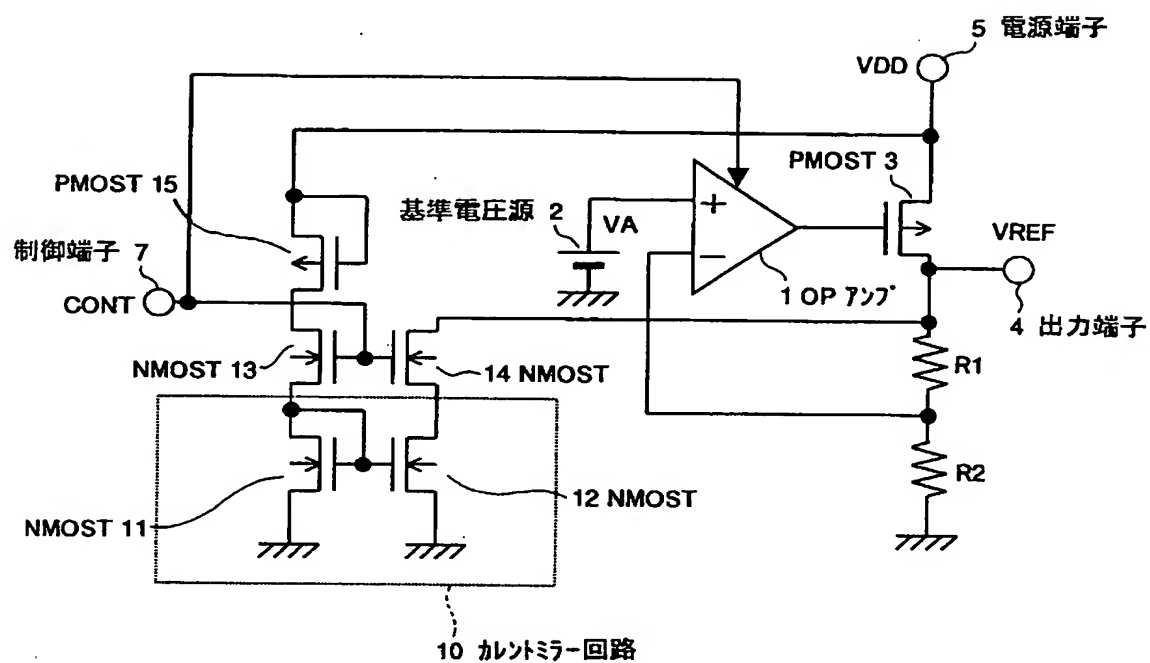 5 電源端子
VDD
PMOST 3
PMOST 15
基準電圧源 2
VA
+
−
VREF
制御端子 7
CONT
1 OP アンプ
4 出力端子
NMOST 13
14 NMOST
R1
R2
NMOST 11
12 NMOST
10 カレントミラー回路